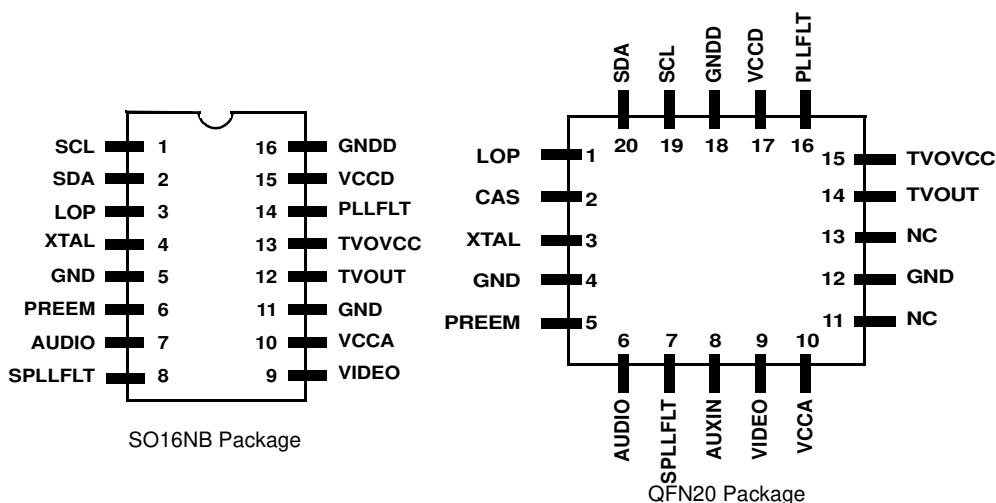 SCL 1 16 GNDD
SDA 2 15 VCCD
LOP 3 14 PLLFLT
XTAL 4 13 TVOVCC
GND 5 12 TVOUT
PREEM 6 11 GND
AUDIO 7 10 VCCA
SPLLFLT 8 9 VIDEO
SO16NB Package
SDA SCL GNDD VCCD PLLFLT
20 19 18 17 16
LOP 1 15 TVOVCC
CAS 2 14 TVOUT
XTAL 3 13 NC
GND 4 12 GND
PREEM 5 11 NC
6 7 8 9 10
AUDIO SPLLFLT AUXIN VIDEO VCCA
QFN20 Package